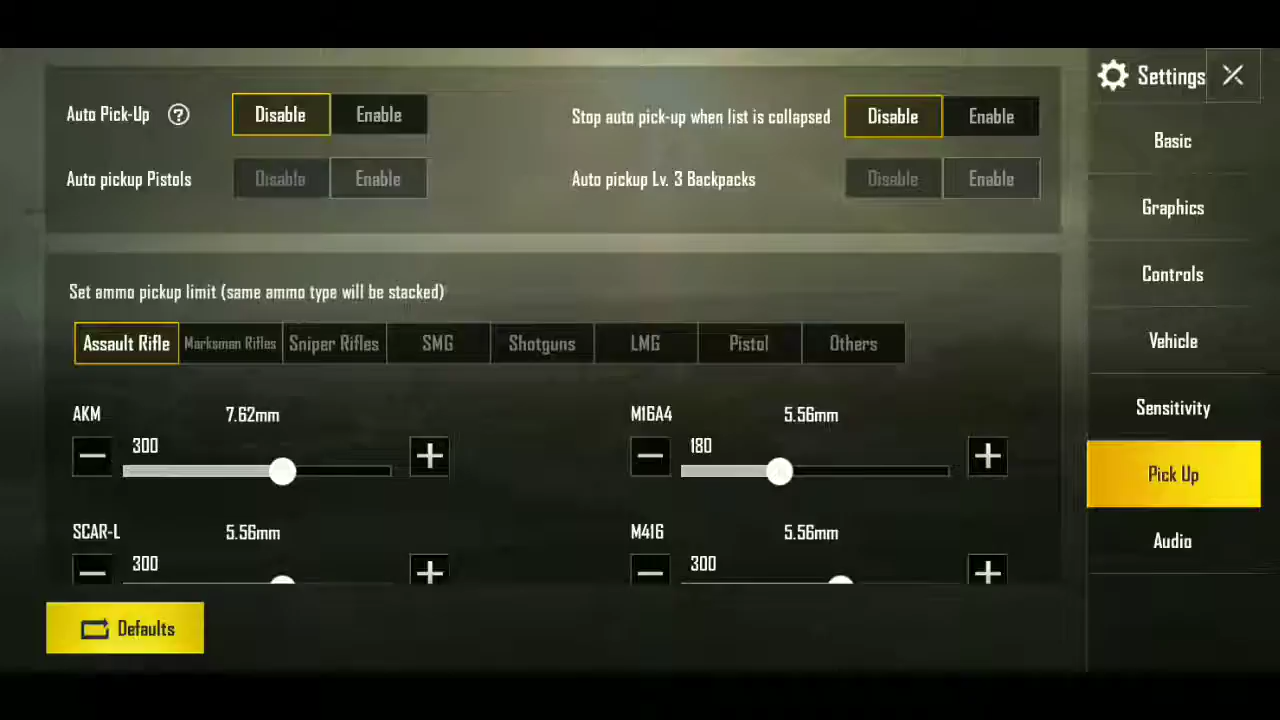 Auto Pick-Up ? Disable Enable Stop auto pick-up when list is collapsed Disable Enable
Auto pickup Pistols Disable Enable Auto pickup Lv. 3 Backpacks Disable Enable
Set ammo pickup limit (same ammo type will be stacked)
Assault Rifle Marksman Rifles Sniper Rifles SMG Shotguns LMG Pistol Others
AKM 7.62mm M16A4 5.56mm
300 180
SCAR-L 5.56mm M416 5.56mm
300 300
Defaults
Settings
Basic
Graphics
Controls
Vehicle
Sensitivity
Pick Up
Audio